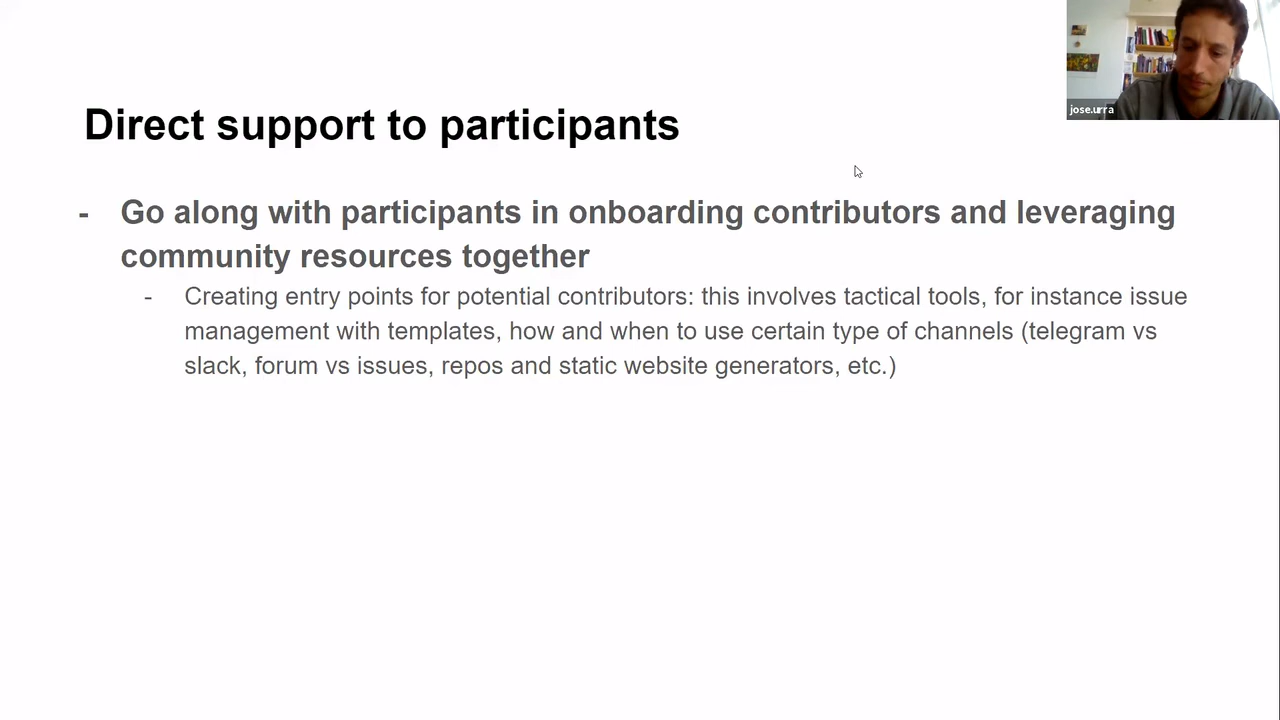 jose.urra
Direct support to participants
- Go along with participants in onboarding contributors and leveraging
community resources together
- Creating entry points for potential contributors: this involves tactical tools, for instance issue
management with templates, how and when to use certain type of channels (telegram vs
slack, forum vs issues, repos and static website generators, etc.)